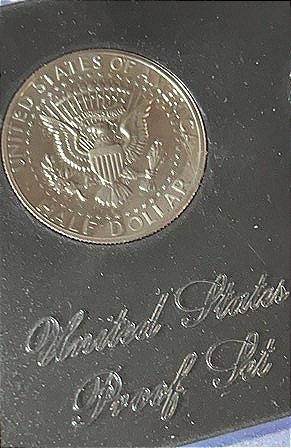 UNITED STATES OF AMERICA
HALF DOLLAR
United States
Proof Set